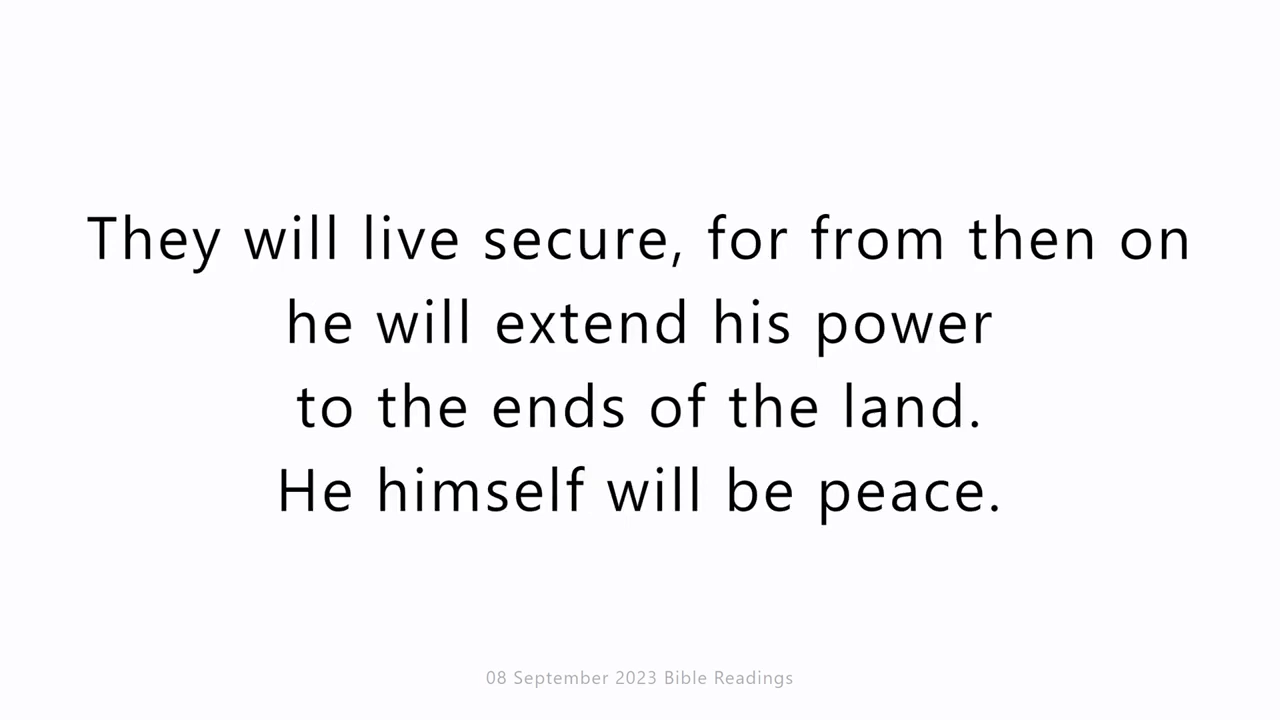 They will live secure, for from then on
he will extend his power
to the ends of the land.
He himself will be peace.
08 September 2023 Bible Readings